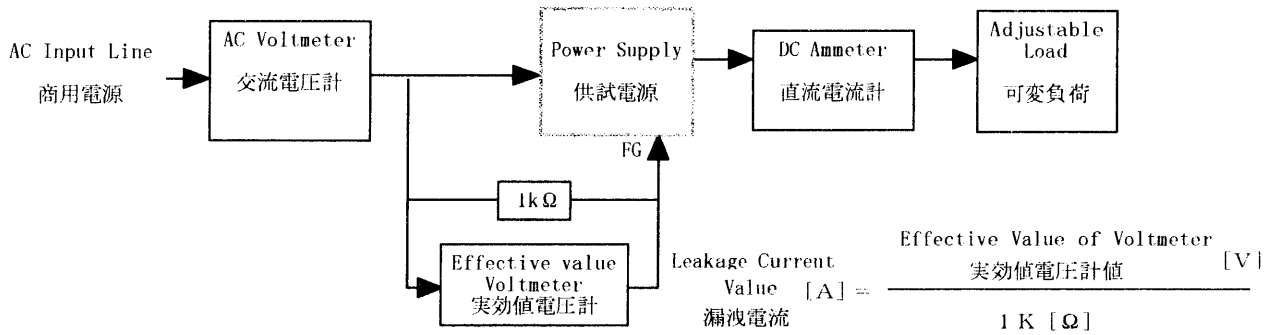 AC Input Line
商用電源
AC Voltmeter
交流電圧計
Power Supply
供試電源
DC Ammeter
直流電流計
Adjustable
Load
可変負荷
FG
1kΩ
Effective value
Voltmeter
実効値電圧計
Leakage Current
Value [A] =
漏洩電流
Effective Value of Voltmeter [V]
実効値電圧計値
1 K [Ω]